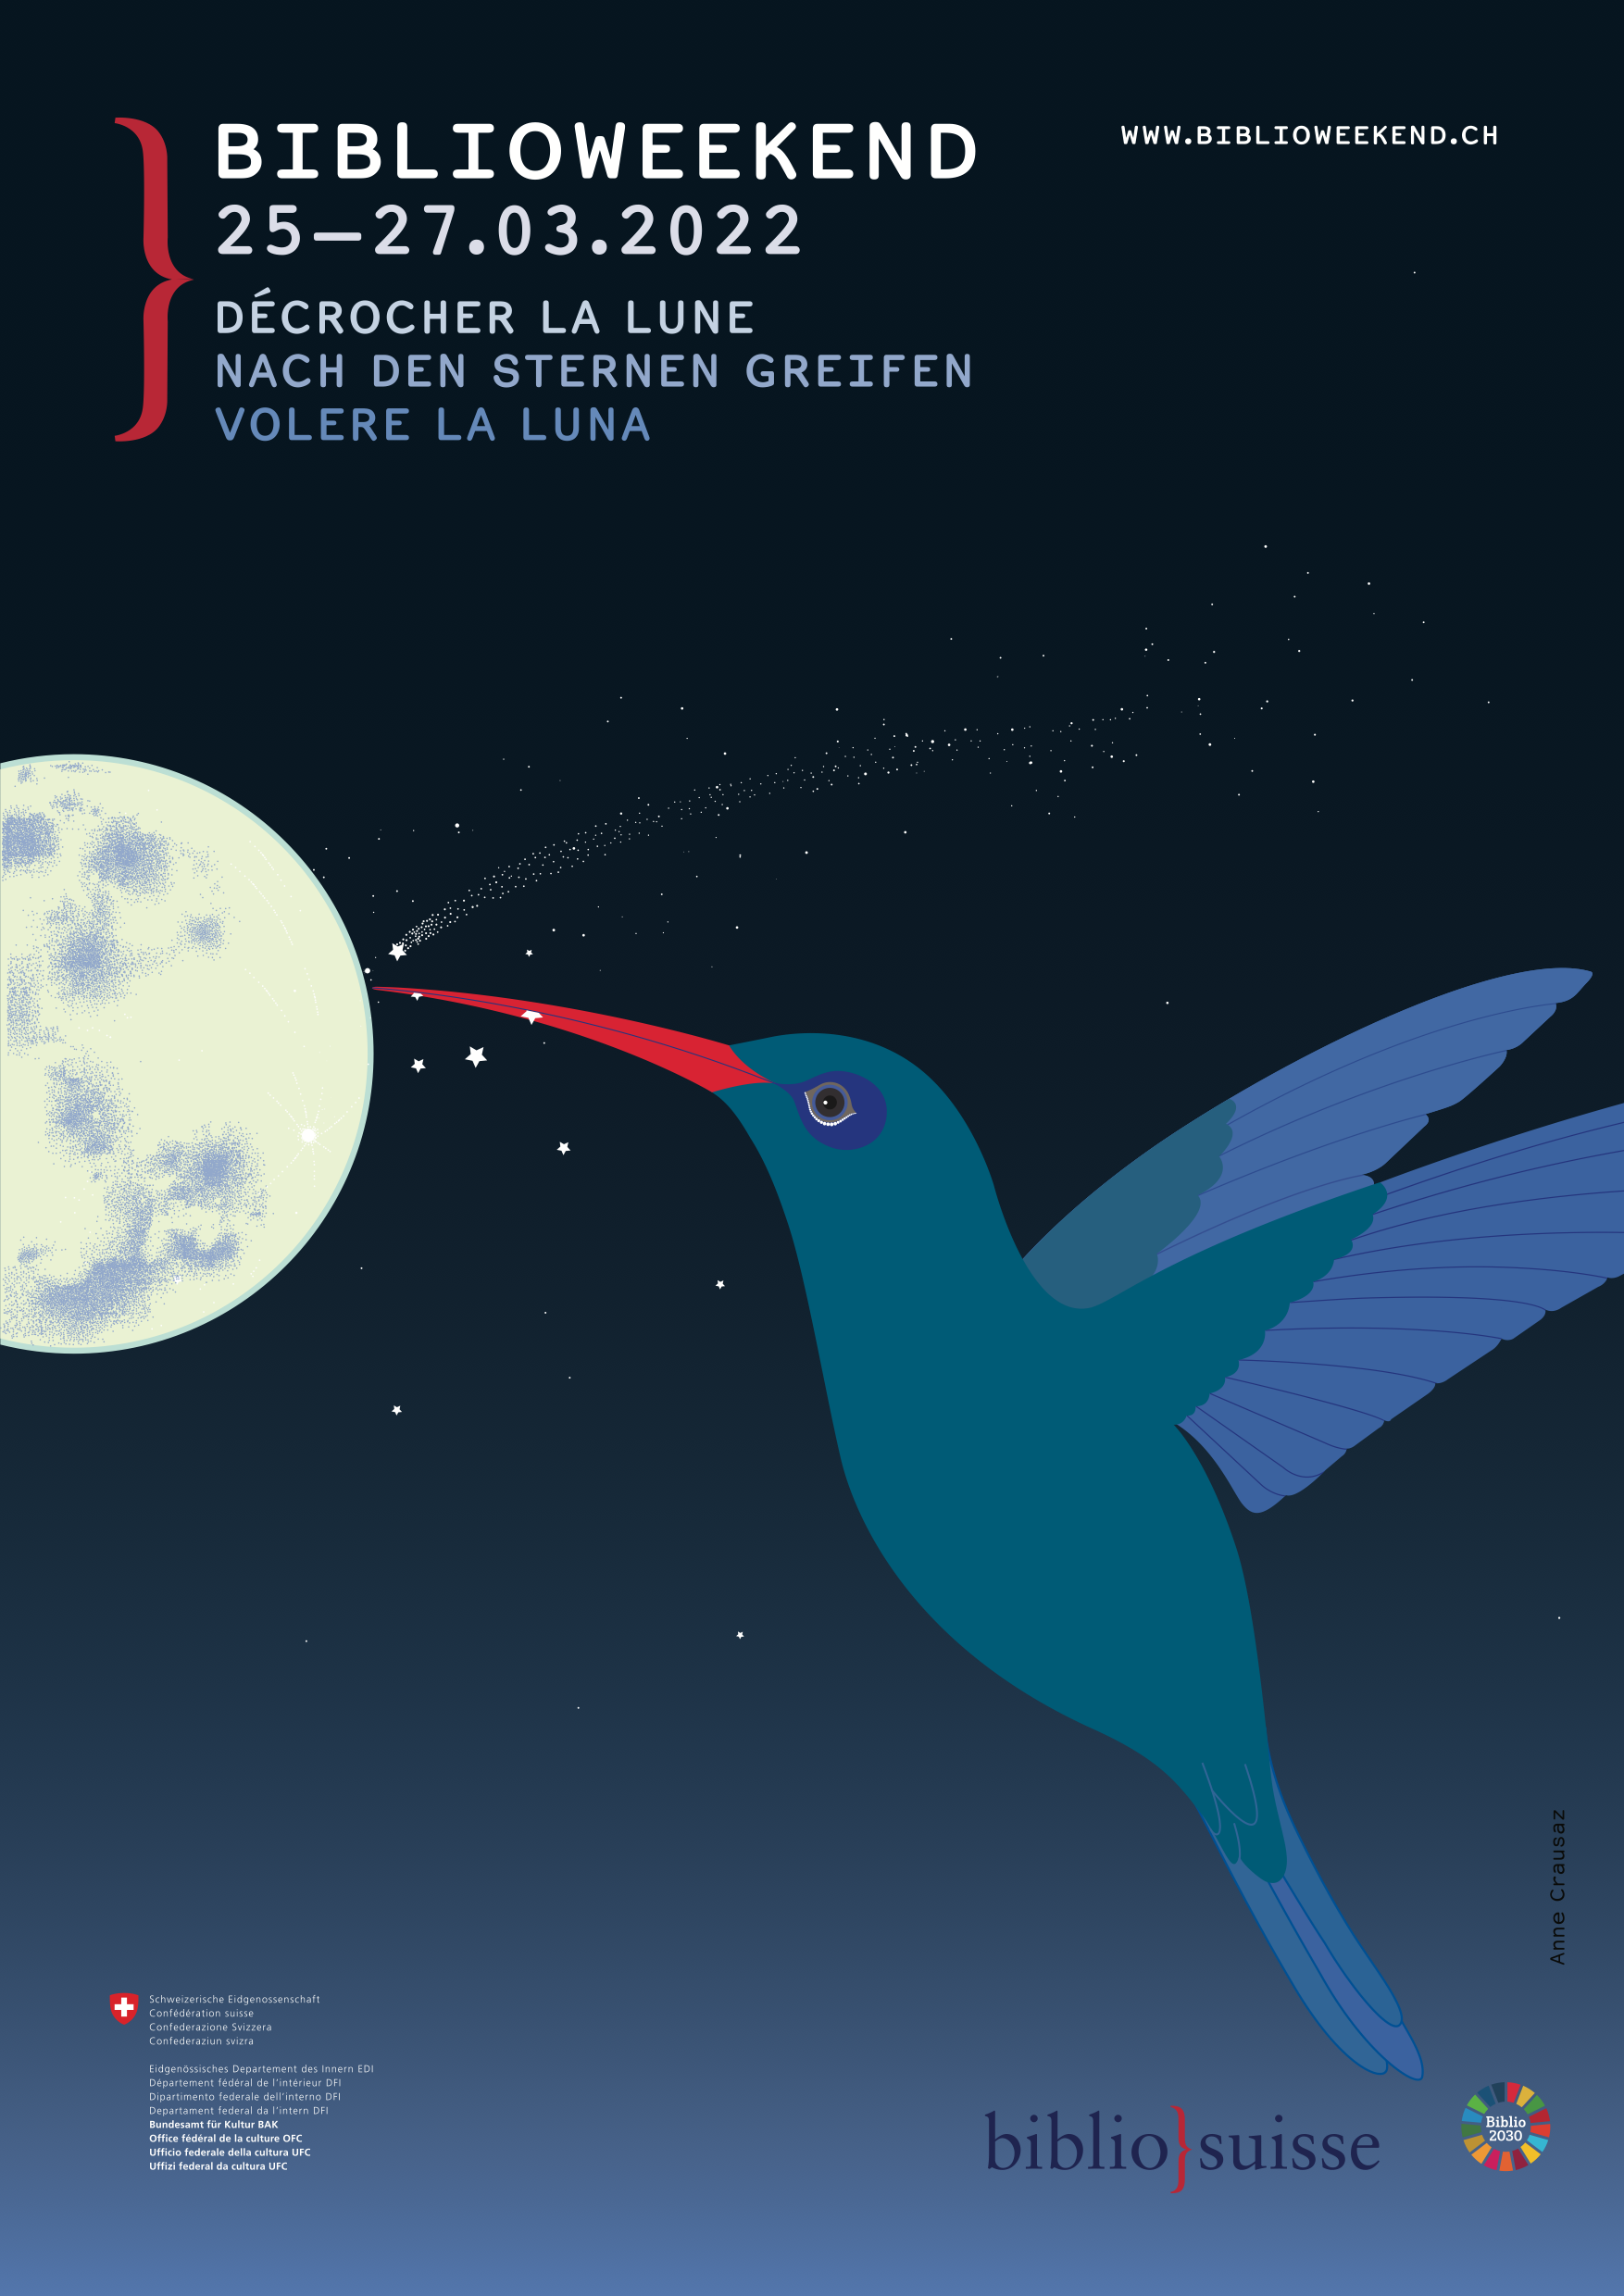 BIBLIOWEEKEND
25—27.03.2022
DÉCROCHER LA LUNE
NACH DEN STERNEN GREIFEN
VOLERE LA LUNA
WWW.BIBLIOWEEKEND.CH
Anne Crausaz
Schweizerische Eidgenossenschaft
Confédération suisse
Confederazione Svizzera
Confederaziun svizra
Eidgenössisches Departement des Innern EDI
Département fédéral de l'intérieur DFI
Dipartimento federale dell'interno DFI
Departament federal da l'intern DFI
Bundesamt für Kultur BAK
Office fédéral de la culture OFC
Ufficio federale della cultura UFC
Uffizi federal da cultura UFC
biblio}suisse
Biblio
2030